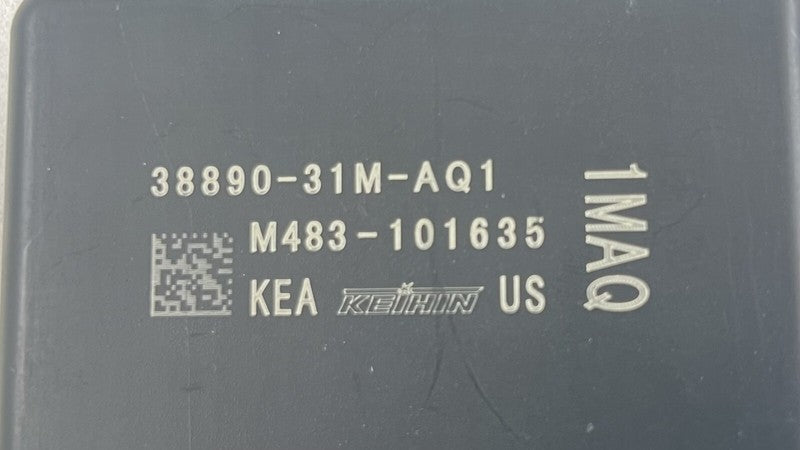 38890-31M-AQ1
M483-101635
KEA KEIHIN US
1MAQ